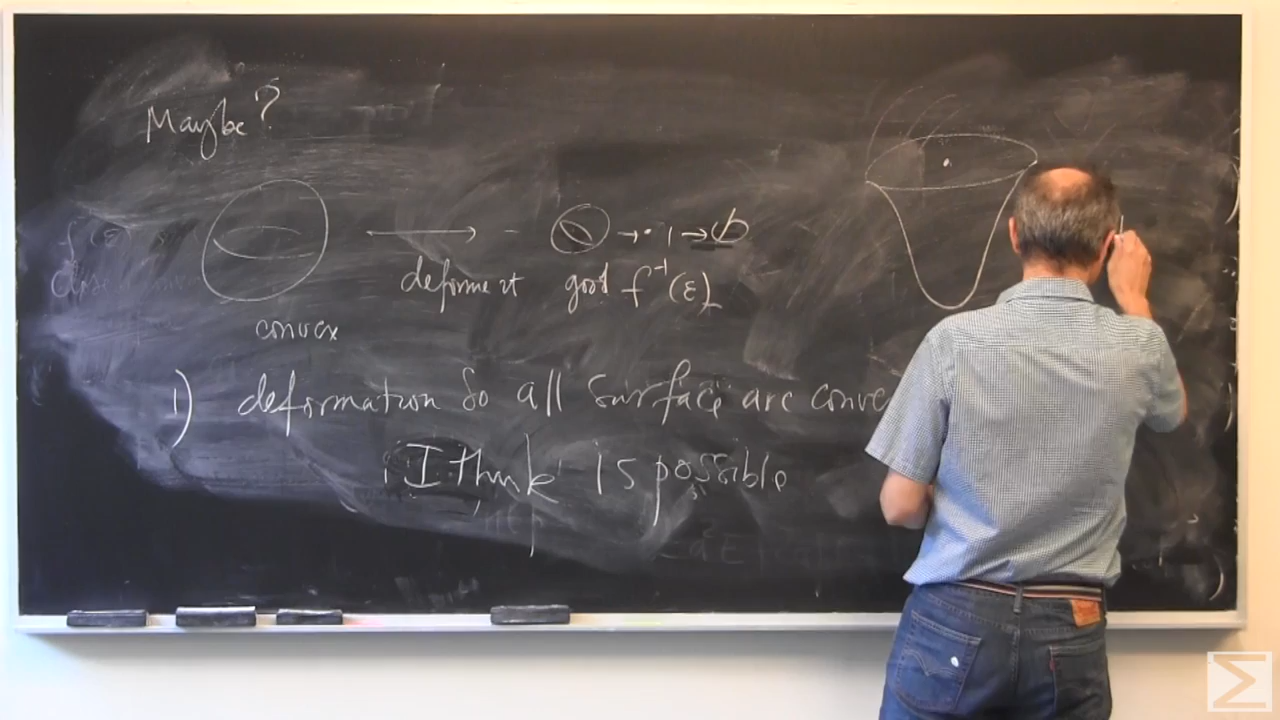 Maybe?
→ · → ∅
deform it good f⁻¹(ε)
convex
1) deformation so all surface are conve
I think is possible